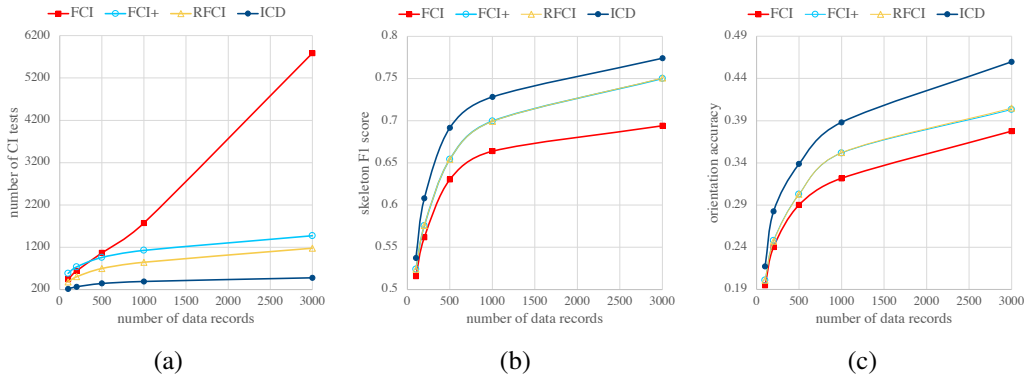 FCI FCI+ RFCI ICD
6200
5200
4200
3200
2200
1200
200
number of CI tests
0 500 1000 1500 2000 2500 3000
number of data records
(a)
FCI FCI+ RFCI ICD
0.8
0.75
0.7
0.65
0.6
0.55
0.5
skeleton F1 score
0 500 1000 1500 2000 2500 3000
number of data records
(b)
FCI FCI+ RFCI ICD
0.49
0.44
0.39
0.34
0.29
0.24
0.19
orientation accuracy
0 500 1000 1500 2000 2500 3000
number of data records
(c)